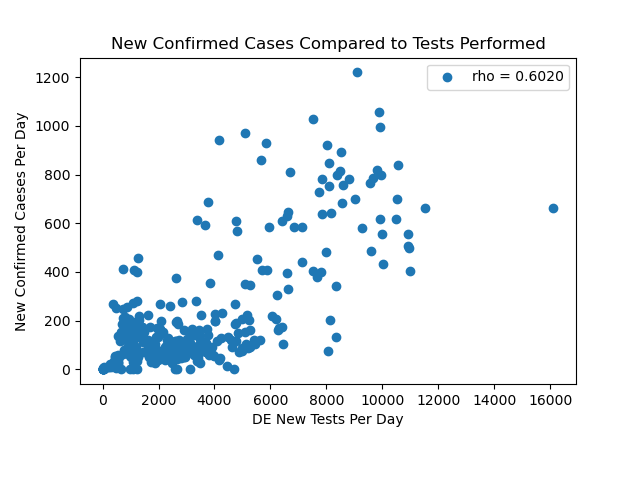 New Confirmed Cases Compared to Tests Performed
rho = 0.6020
New Confirmed Caeses Per Day
1200
1000
800
600
400
200
0
0 2000 4000 6000 8000 10000 12000 14000 16000
DE New Tests Per Day